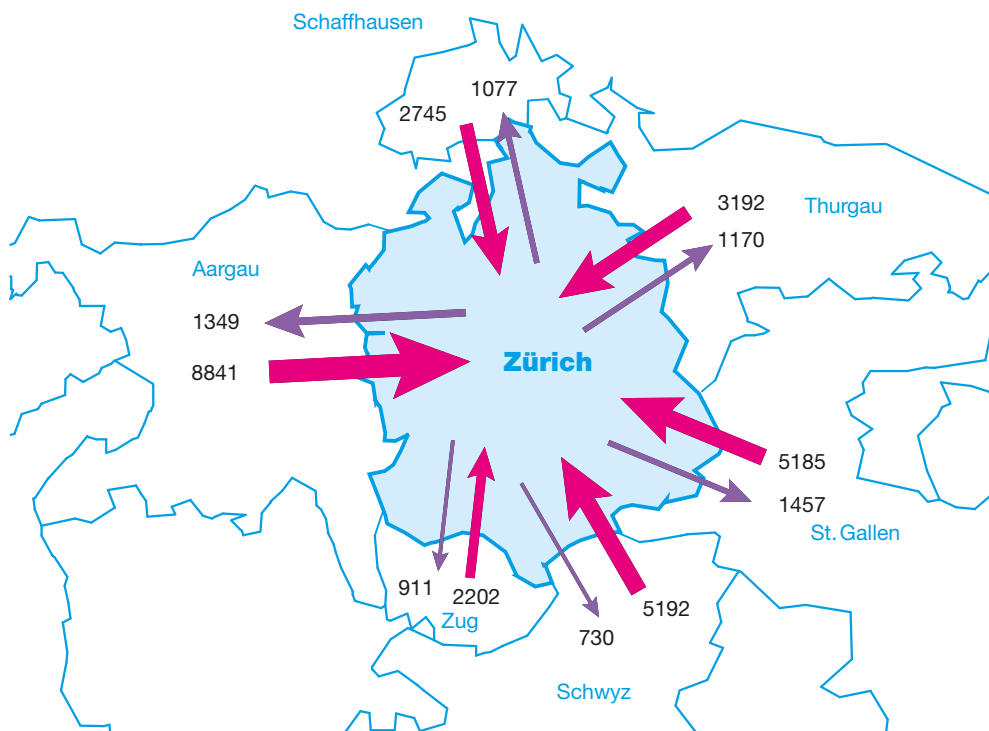 Schaffhausen
1077
2745
3192
Thurgau
1170
Aargau
1349
Zürich
8841
5185
1457
St. Gallen
911
2202
5192
Zug
730
Schwyz